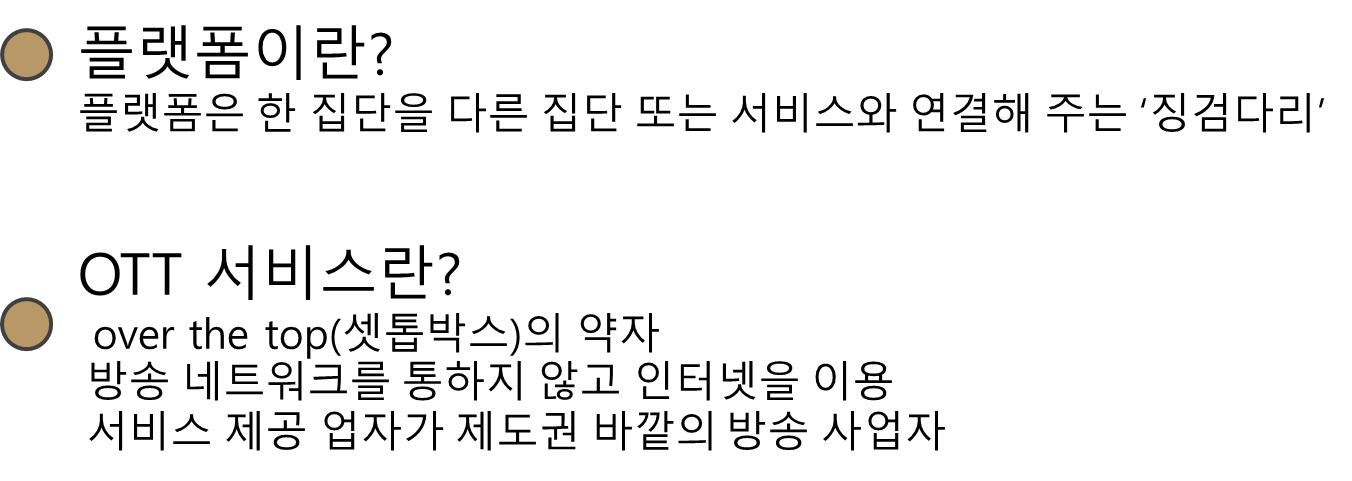 플랫폼이란?
플랫폼은 한 집단을 다른 집단 또는 서비스와 연결해 주는 ‘징검다리’
OTT 서비스란?
over the top(셋톱박스)의 약자
방송 네트워크를 통하지 않고 인터넷을 이용
서비스 제공 업자가 제도권 바깥의 방송 사업자